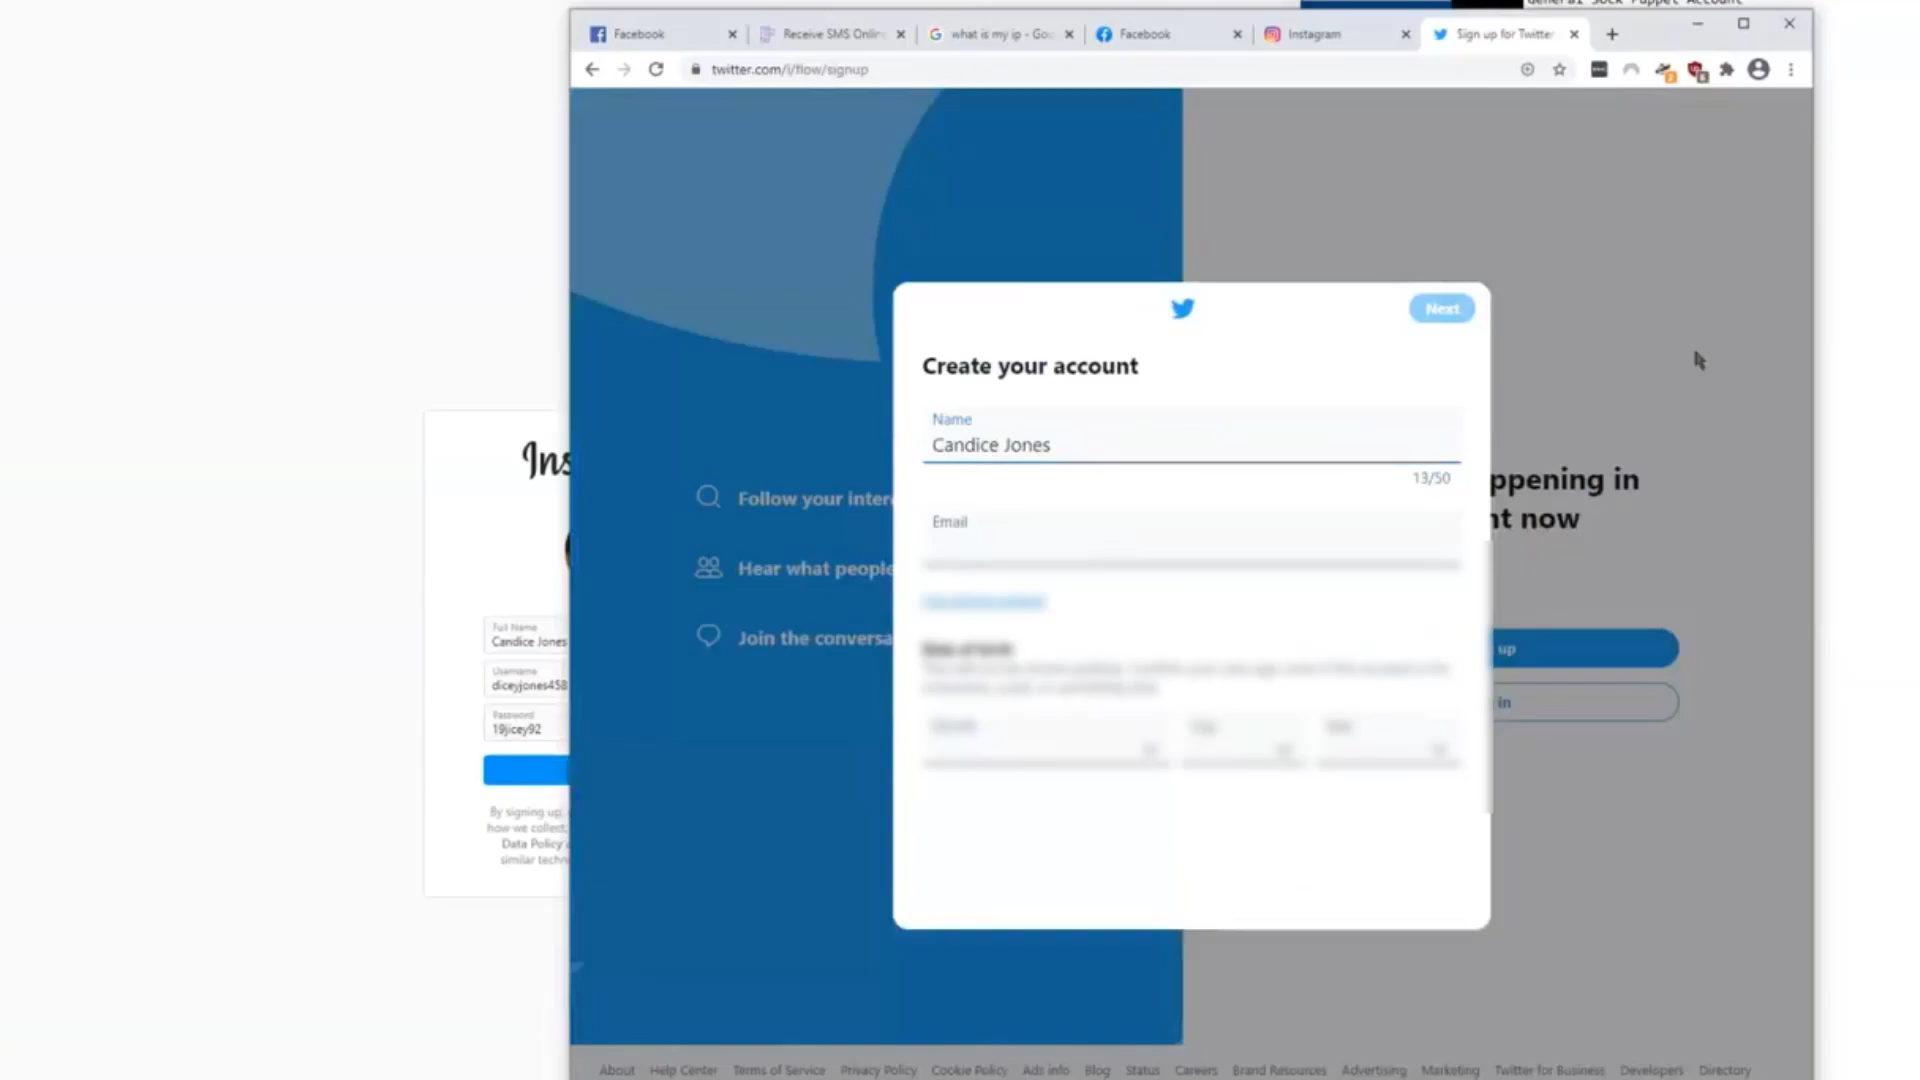 General Sock Puppet Account
Facebook
Receive SMS Onlin
what is my ip - Goo
Facebook
Instagram
Sign up for Twitter
twitter.com/i/flow/signup
Next
Create your account
Name
Candice Jones
13/50
Email
Follow your inter
Hear what people
Join the conversa
ppening in
nt now
up
in
Ins
Full Name
Candice Jones
Username
diceyjones458
Password
19jicey92
By signing up,
how we collect,
Data Policy
similar techn
About Help Center Terms of Service Privacy Policy Cookie Policy Ads info Blog Status Careers Brand Resources Advertising Marketing Twitter for Business Developers Directory